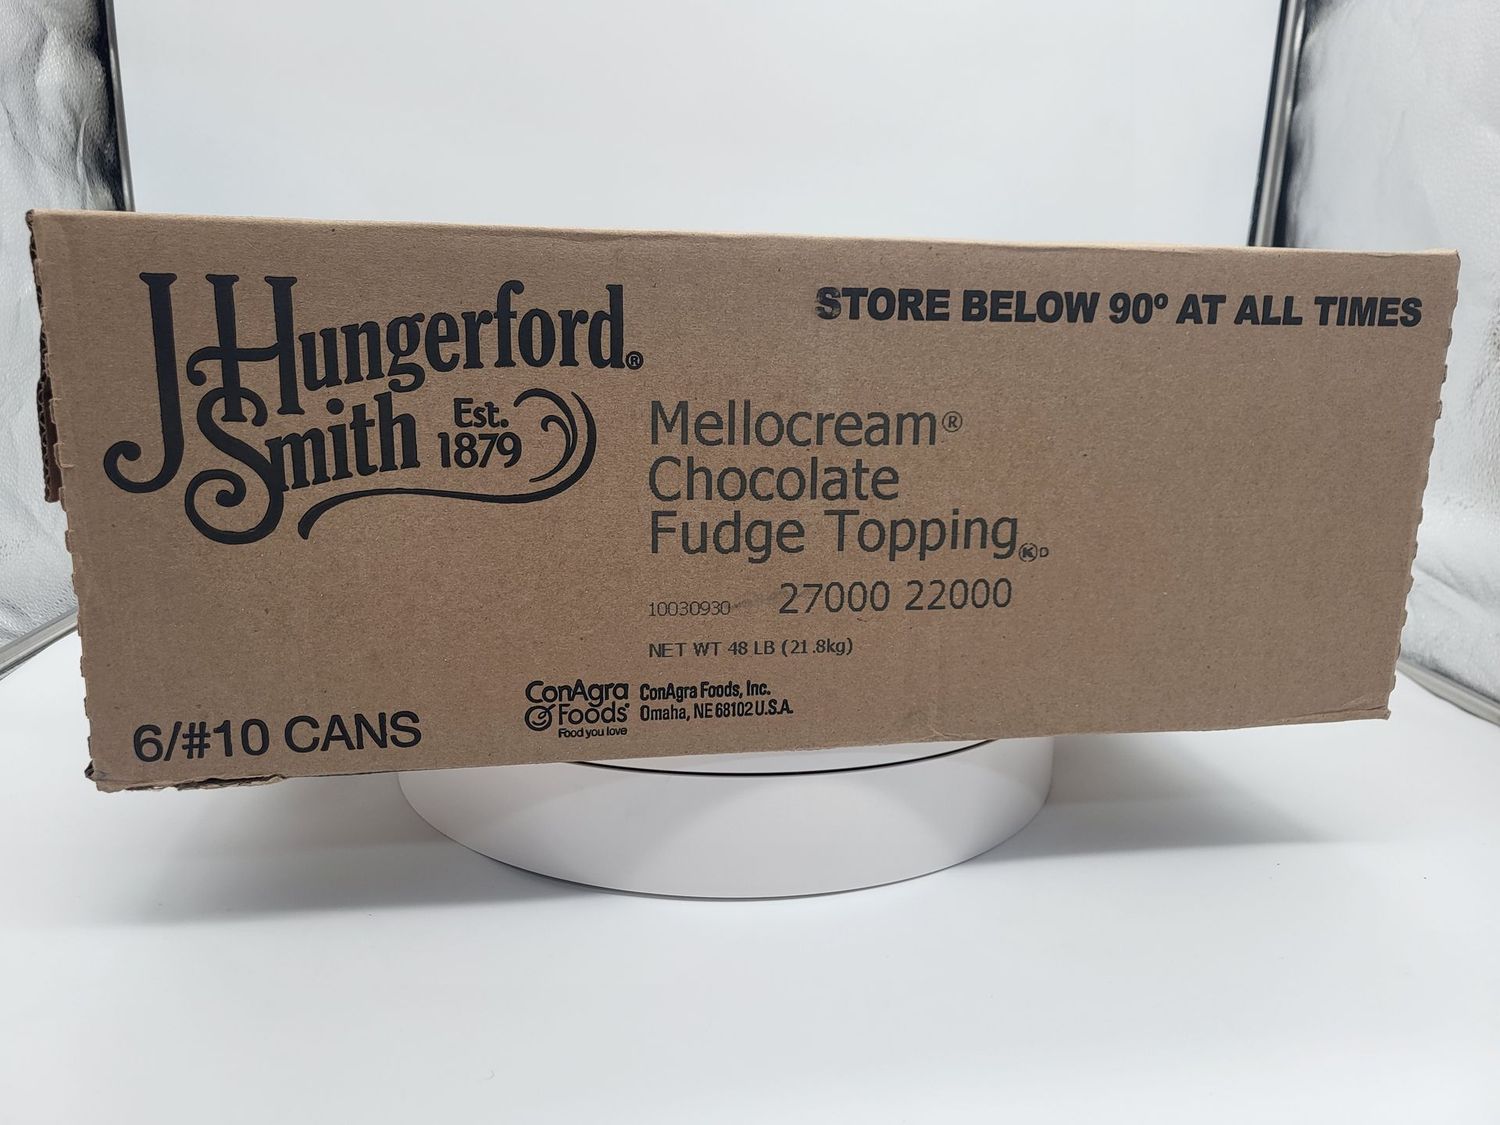 J Hungerford®
Smith Est.
1879
STORE BELOW 90º AT ALL TIMES
Mellocream®
Chocolate
Fudge Topping Ⓚ D
10030930 27000 22000
NET WT 48 LB (21.8kg)
ConAgra
Foods®
Food you love
ConAgra Foods, Inc.
Omaha, NE 68102 U.S.A.
6/#10 CANS